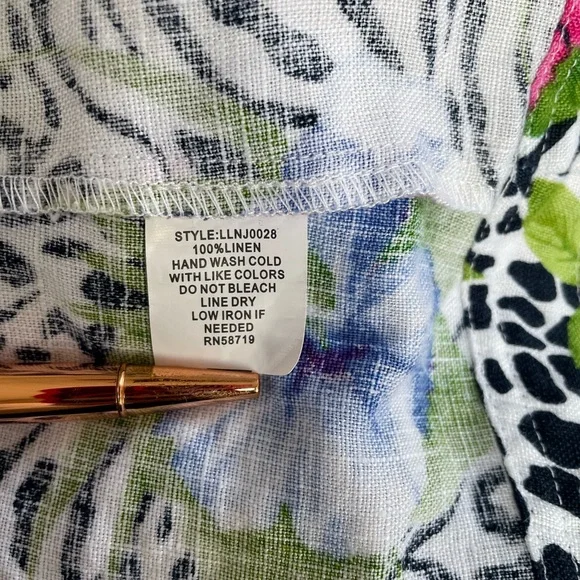 STYLE:LLNJ0028
100%LINEN
HAND WASH COLD
WITH LIKE COLORS
DO NOT BLEACH
LINE DRY
LOW IRON IF
NEEDED
RN58719